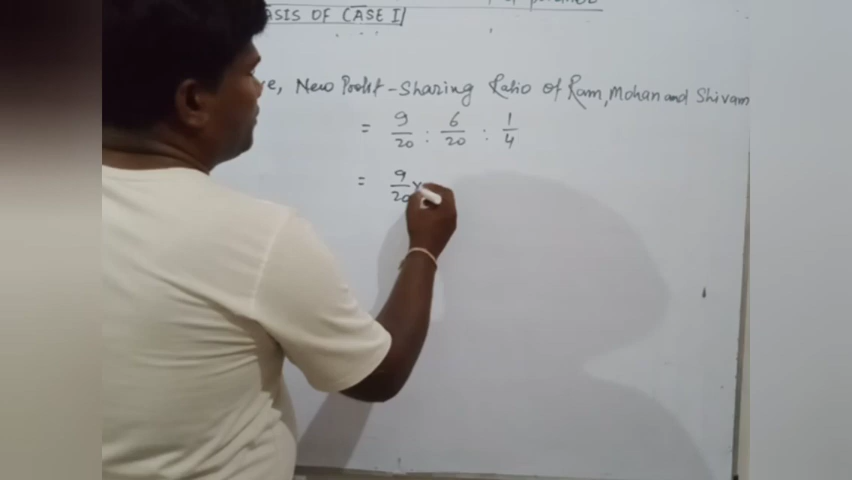 ASIS OF CASE I
e, New Profit-Sharing Ratio of Ram, Mohan and Shivam
= 9/20 : 6/20 : 1/4
= 9/20 ×